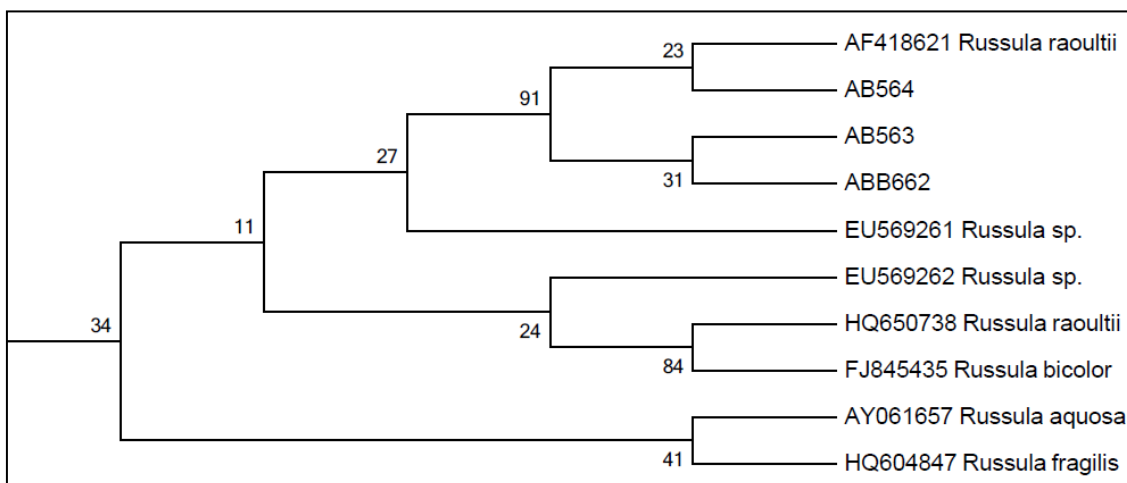 23
AF418621 Russula raoultii
AB564
91
AB563
27
31
ABB662
11
EU569261 Russula sp.
EU569262 Russula sp.
34
24
HQ650738 Russula raoultii
84
FJ845435 Russula bicolor
AY061657 Russula aquosa
41
HQ604847 Russula fragilis